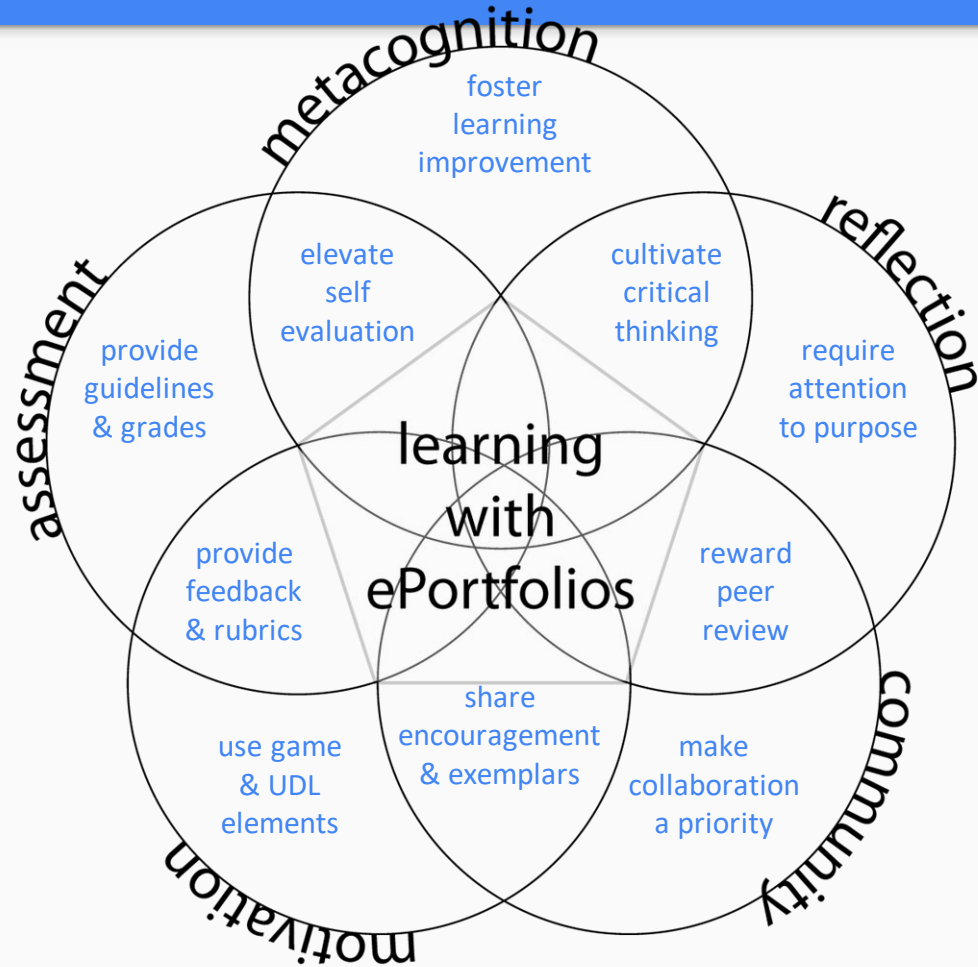 metacognition
foster
learning
improvement
reflection
elevate
self
evaluation
cultivate
critical
thinking
assessment
provide
guidelines
& grades
require
attention
to purpose
learning
with
ePortfolios
provide
feedback
& rubrics
reward
peer
review
share
encouragement
& exemplars
use game
& UDL
elements
make
collaboration
a priority
community
motivation